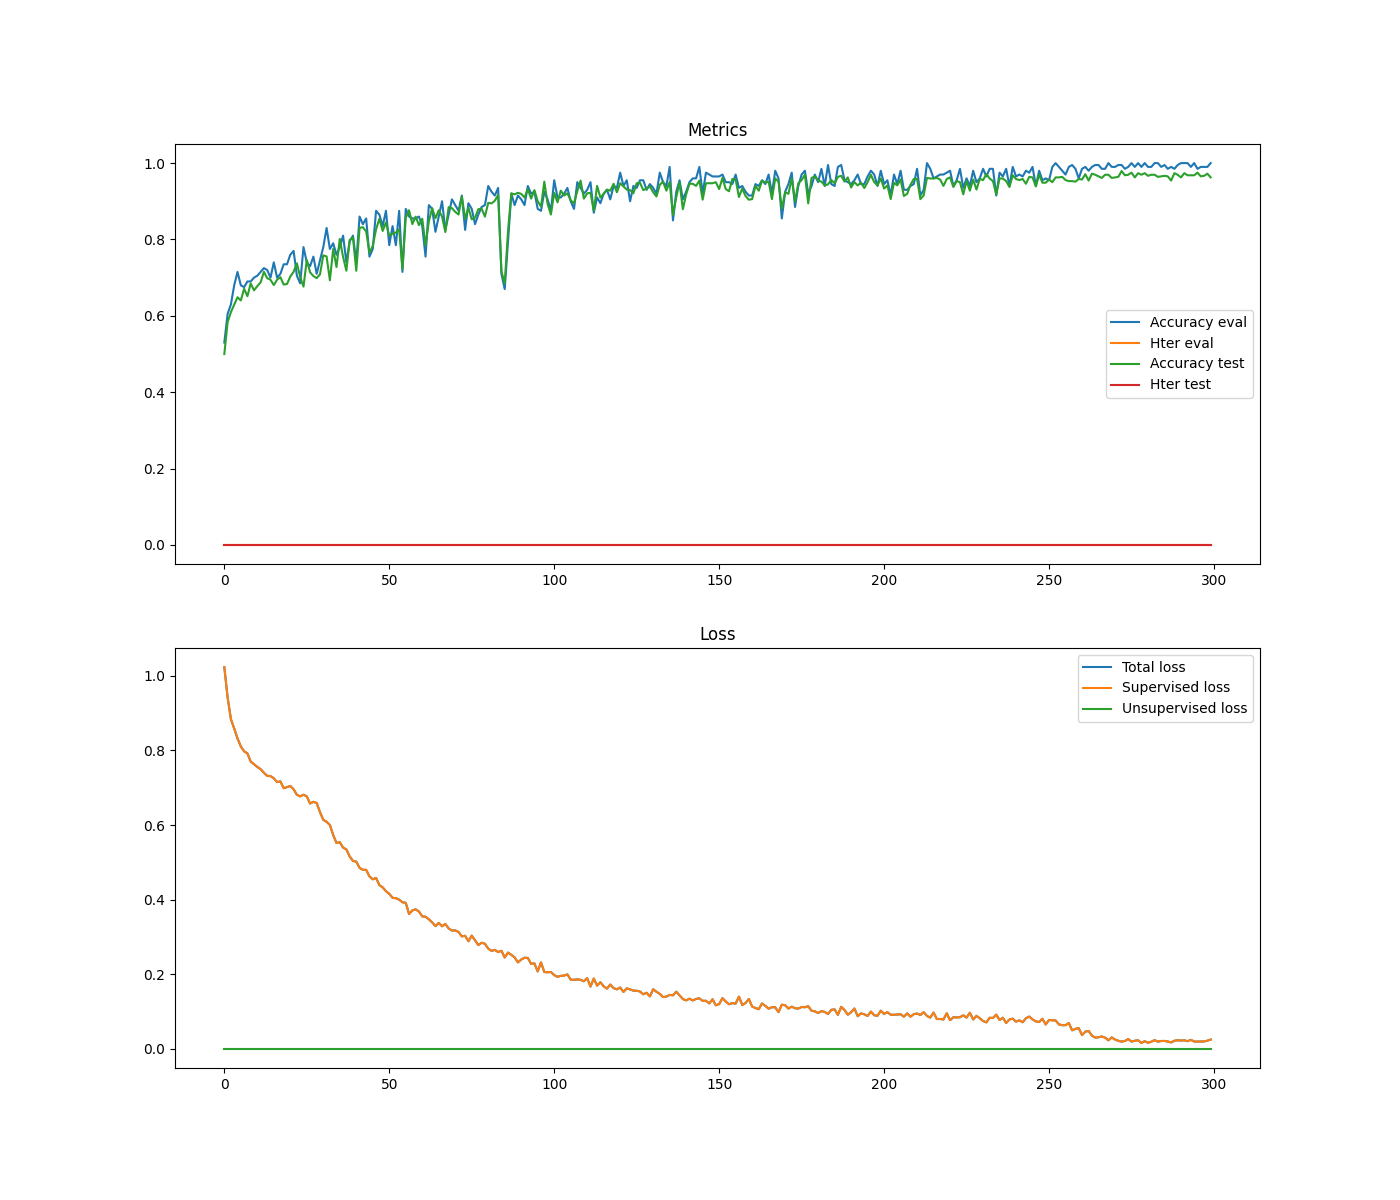 Metrics
1.0
0.8
0.6
0.4
0.2
0.0
Accuracy eval
Hter eval
Accuracy test
Hter test
0 50 100 150 200 250 300
Loss
1.0
0.8
0.6
0.4
0.2
0.0
Total loss
Supervised loss
Unsupervised loss
0 50 100 150 200 250 300